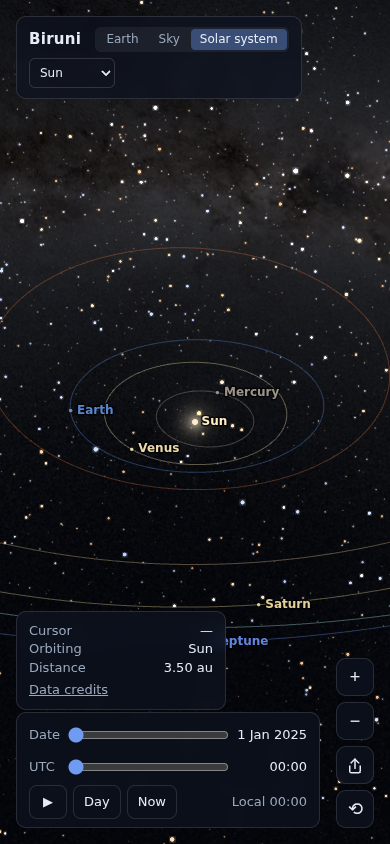 Biruni Earth Sky Solar system
Sun
Mercury
Earth
Sun
Venus
Saturn
eptune
Cursor —
Orbiting Sun
Distance 3.50 au
Data credits
Date 1 Jan 2025
UTC 00:00
▶ Day Now Local 00:00
+
−
⟲